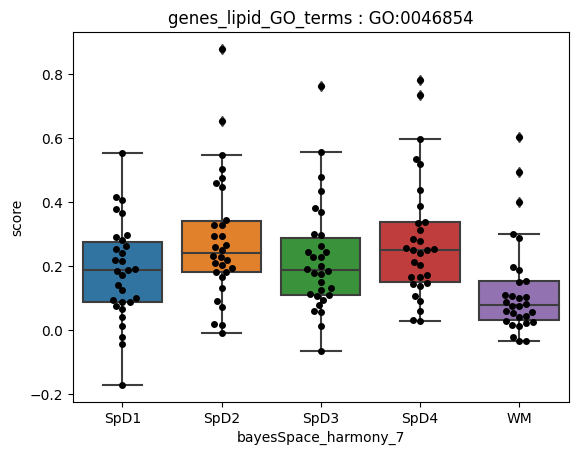 genes_lipid_GO_terms : GO:0046854
0.8
0.6
0.4
0.2
0.0
−0.2
score
SpD1 SpD2 SpD3 SpD4 WM
bayesSpace_harmony_7